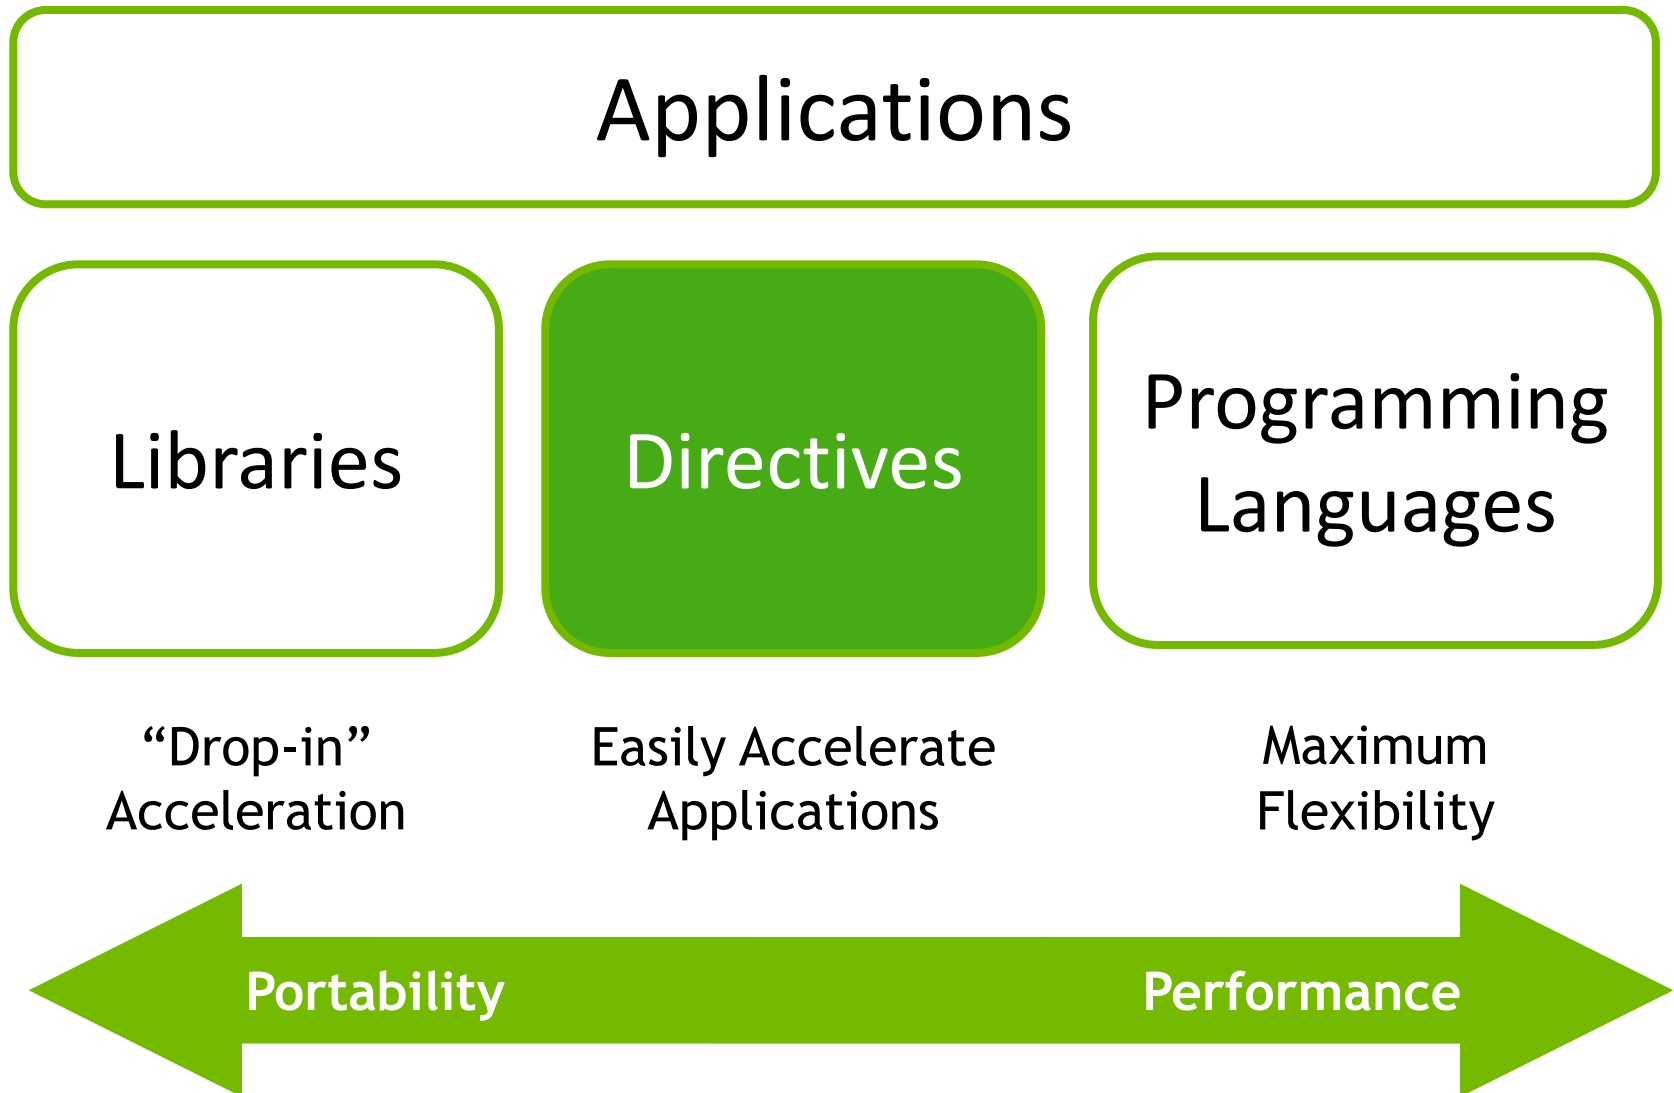 Applications
Libraries
Directives
Programming
Languages
“Drop-in”
Acceleration
Easily Accelerate
Applications
Maximum
Flexibility
Portability
Performance